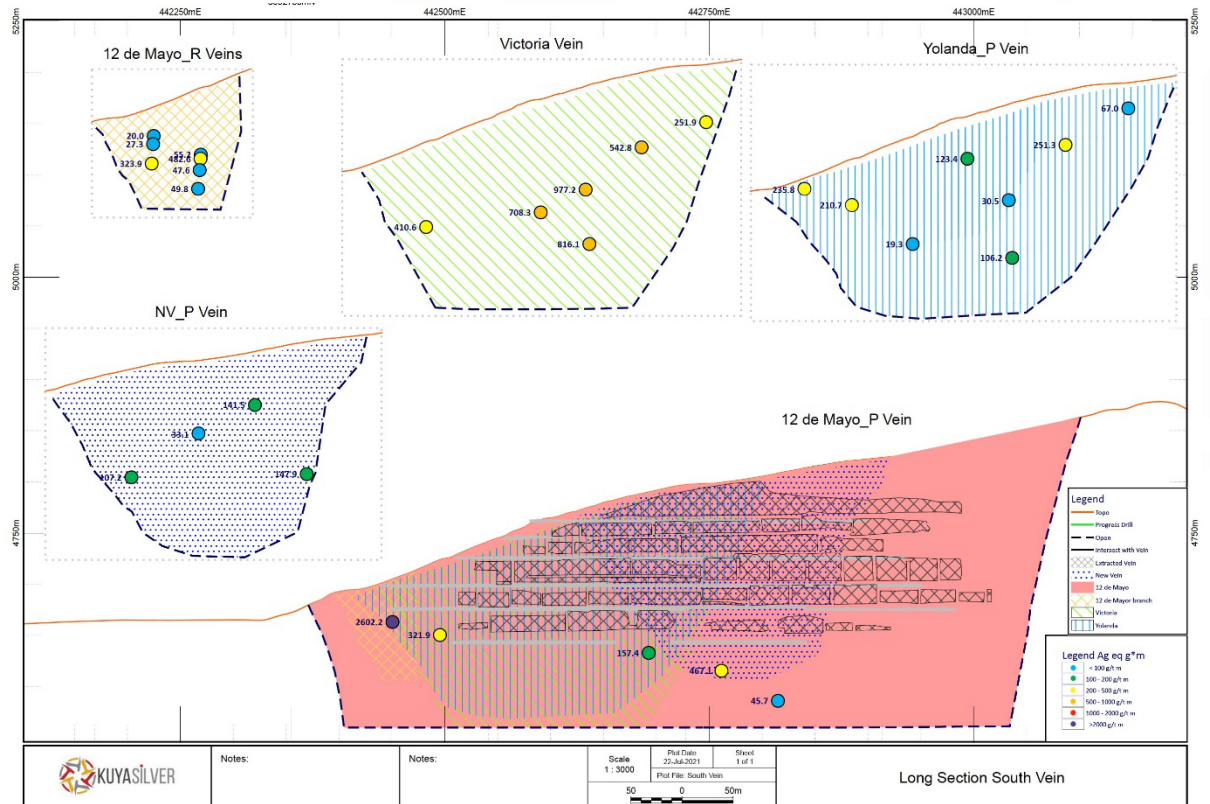 442250mE
442500mE
442750mE
443000mE
5250m
5250m
12 de Mayo_R Veins
20.0
27.3
323.9
55.2
482.6
47.6
49.8
Victoria Vein
251.9
542.8
977.2
708.3
410.6
816.1
Yolanda_P Vein
67.0
251.3
123.4
235.8
210.7
30.5
19.3
106.2
5000m
5000m
NV_P Vein
141.5
33.1
107.2
147.9
12 de Mayo_P Vein
4750m
4750m
2602.2
321.9
157.4
467.1
45.7
Legend
Topo
Progress Drill
Open
Intersect with Vein
Extracted Vein
New Vein
12 de Mayo
12 de Mayor branch
Victoria
Yolanda
Legend Ag eq g*m
< 100 g/t m
100 - 200 g/t m
200 - 500 g/t m
500 - 1000 g/t m
1000 - 2000 g/t m
>2000 g/t m
KUYASILVER
Notes:
Notes:
Scale
1 : 3000
Plot Date
22-Jul-2021
Sheet
1 of 1
Plot File: South Vein
50 0 50m
Long Section South Vein